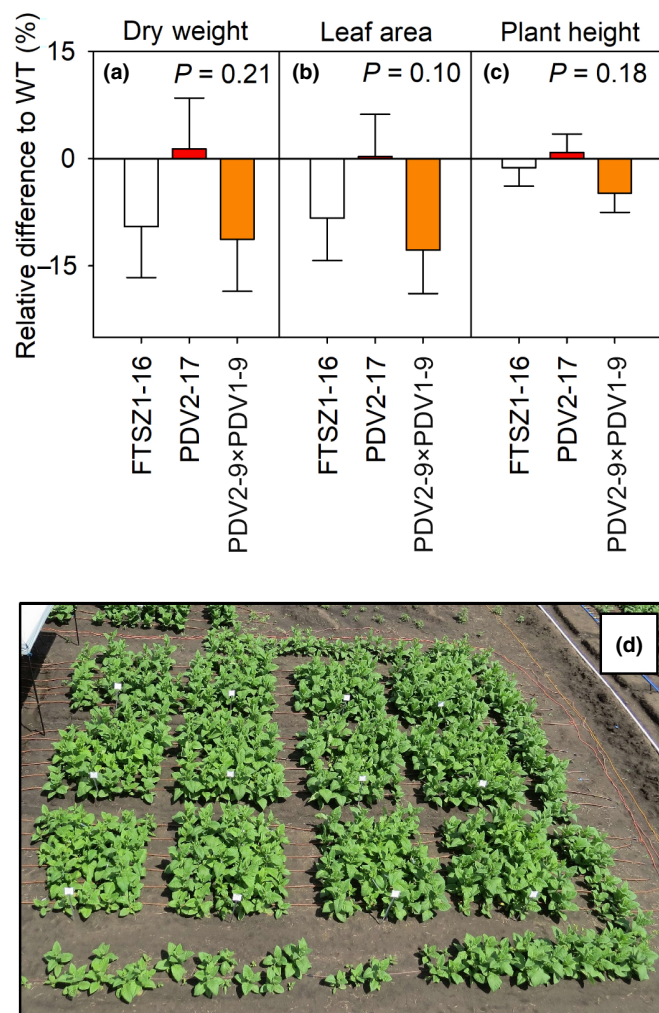 Dry weight
Leaf area
Plant height
Relative difference to WT (%)
15
0
–15
(a) P = 0.21
(b) P = 0.10
(c) P = 0.18
FTSZ1-16
PDV2-17
PDV2-9×PDV1-9
FTSZ1-16
PDV2-17
PDV2-9×PDV1-9
FTSZ1-16
PDV2-17
PDV2-9×PDV1-9
(d)